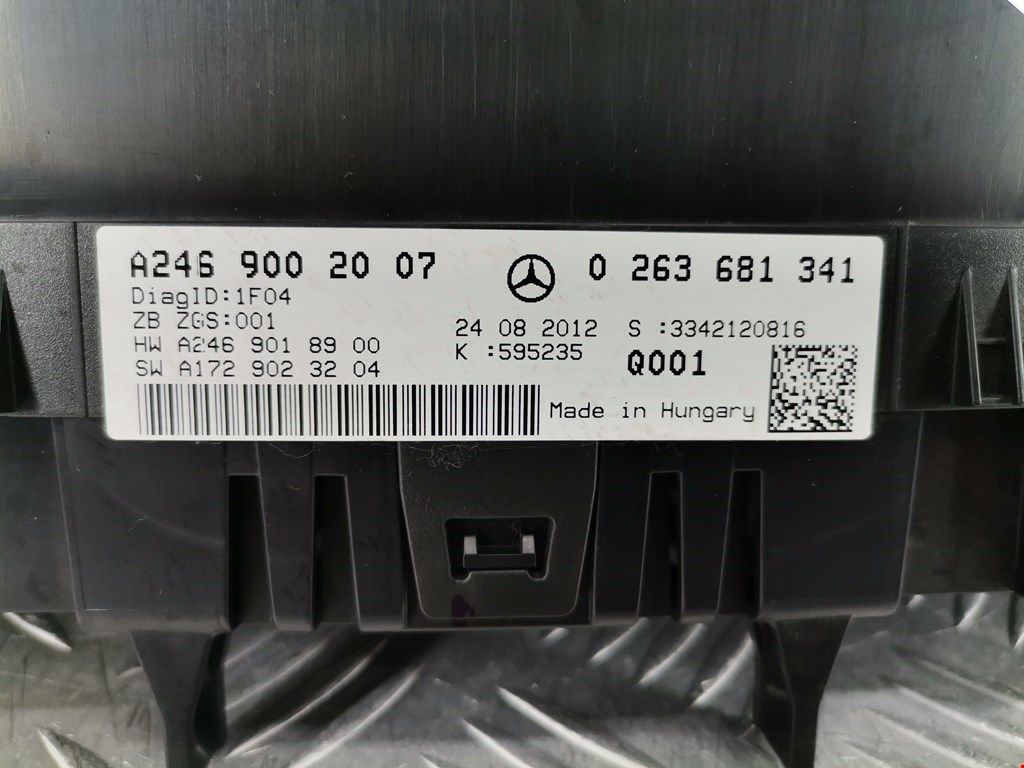 A246 900 20 07
0 263 681 341
DiagID:1F04
ZB ZGS:001
24 08 2012 S :3342120816
HW A246 901 89 00
K :595235
Q001
SW A172 902 32 04
Made in Hungary